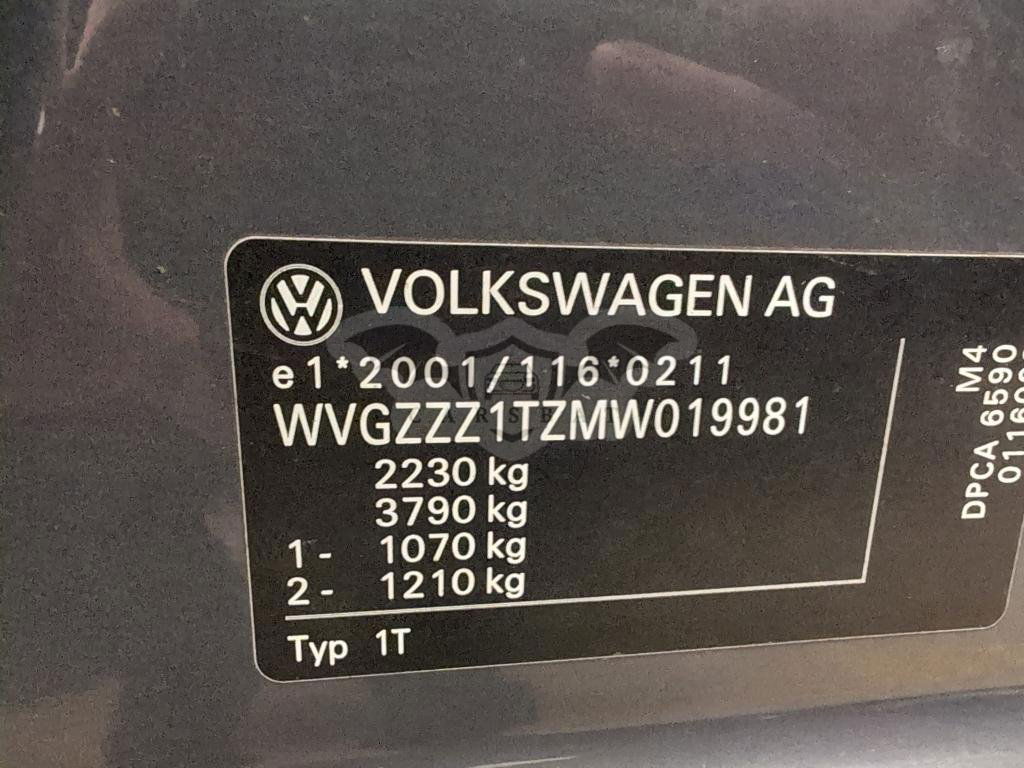 VOLKSWAGEN AG
e1*2001/116*0211
WVGZZZ1TZMW019981
2230 kg
3790 kg
1- 1070 kg
2- 1210 kg
Typ 1T
M4
DPCA 6590